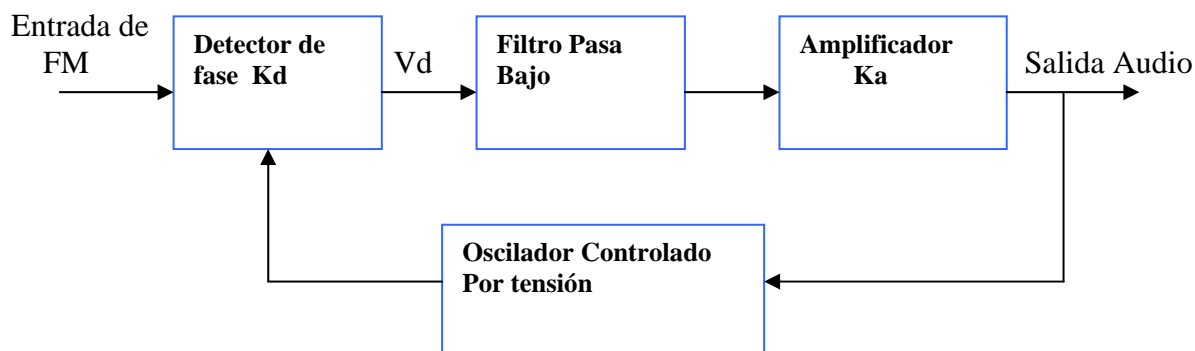 Entrada de
FM
Detector de
fase Kd
Vd
Filtro Pasa
Bajo
Amplificador
Ka
Salida Audio
Oscilador Controlado
Por tensión